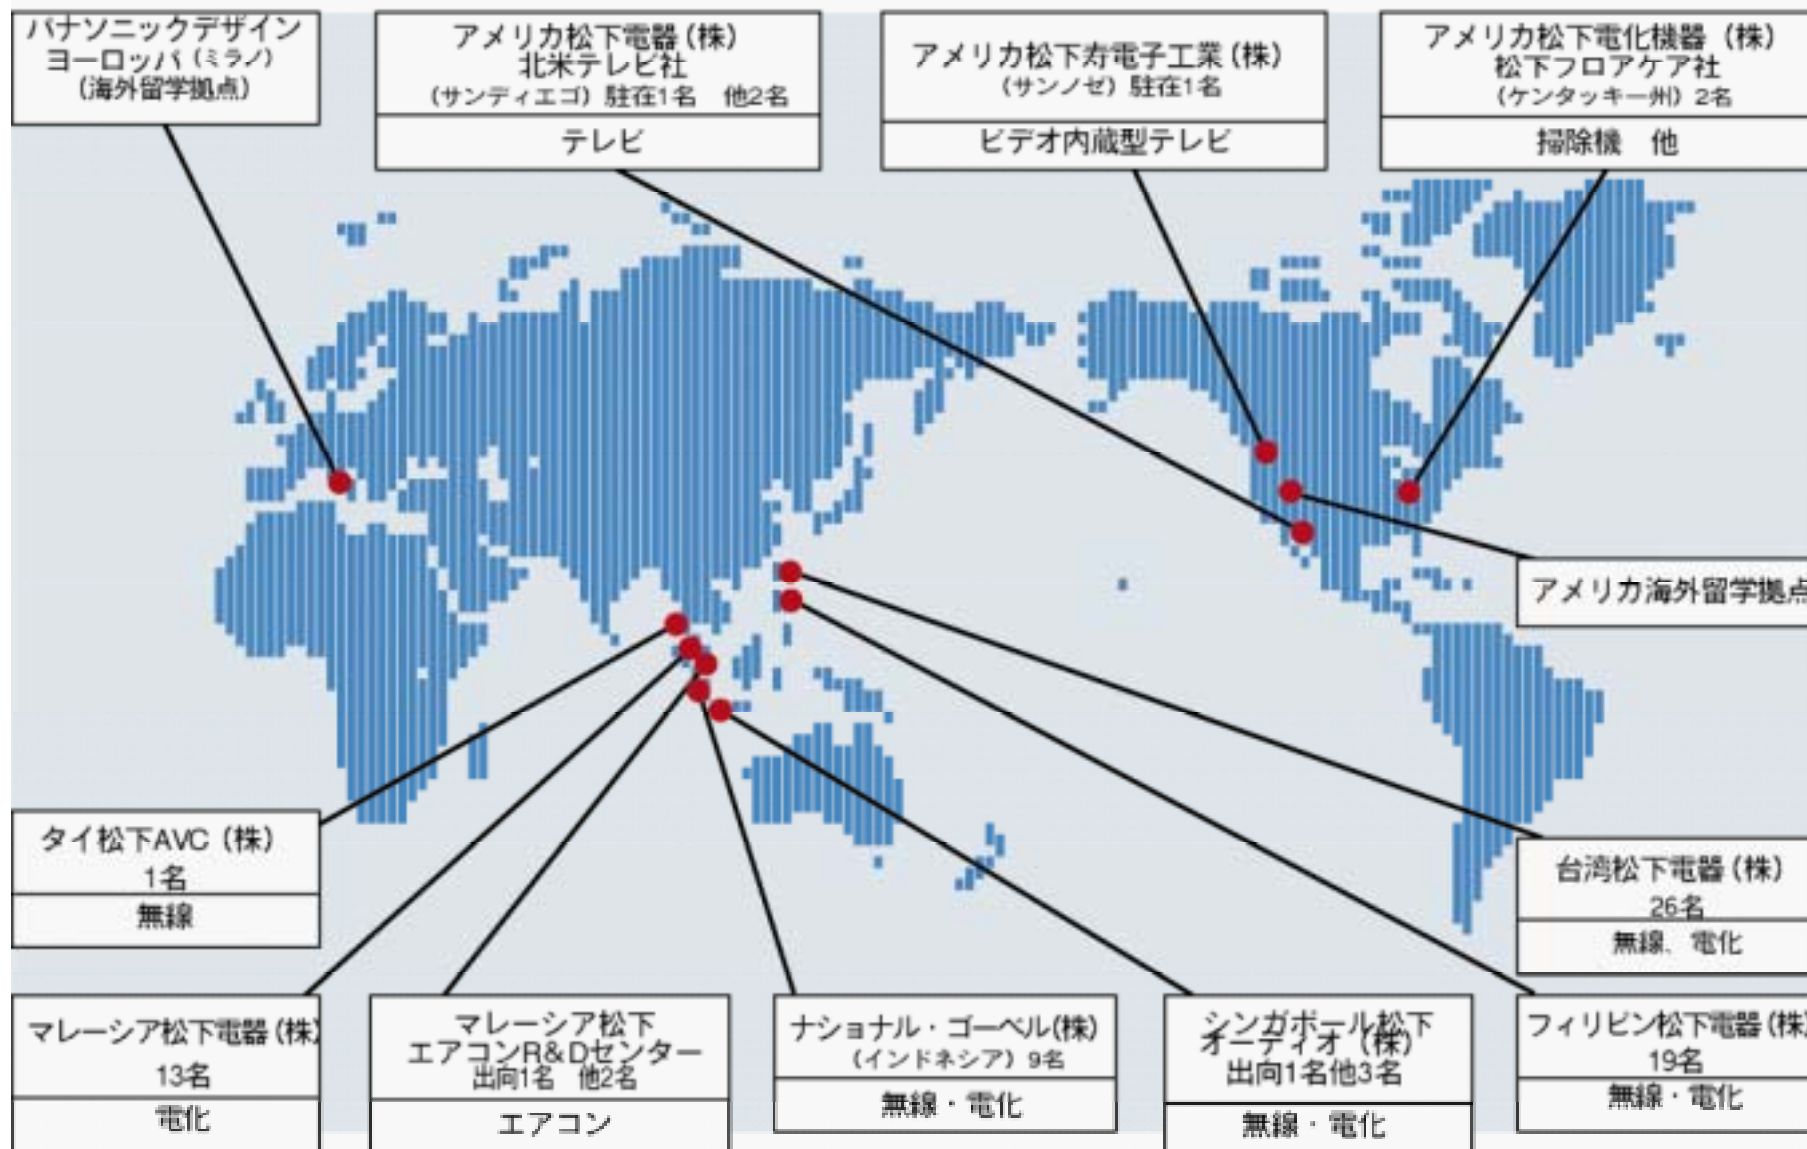 パナソニックデザイン
ヨーロッパ（ミラノ）
（海外留学拠点）
アメリカ松下電器（株）
北米テレビ社
（サンディエゴ）駐在1名　他2名
テレビ
アメリカ松下寿電子工業（株）
（サンノゼ）駐在1名
ビデオ内蔵型テレビ
アメリカ松下電化機器（株）
松下フロアケア社
（ケンタッキー州）2名
掃除機　他
アメリカ海外留学拠点
タイ松下AVC（株）
1名
無線
台湾松下電器（株）
26名
無線、電化
マレーシア松下電器（株）
13名
電化
マレーシア松下
エアコンR&Dセンター
出向1名　他2名
エアコン
ナショナル・ゴーベル(株)
（インドネシア）9名
無線・電化
シンガポール松下
オーディオ（株）
出向1名他3名
無線・電化
フィリピン松下電器（株）
19名
無線・電化